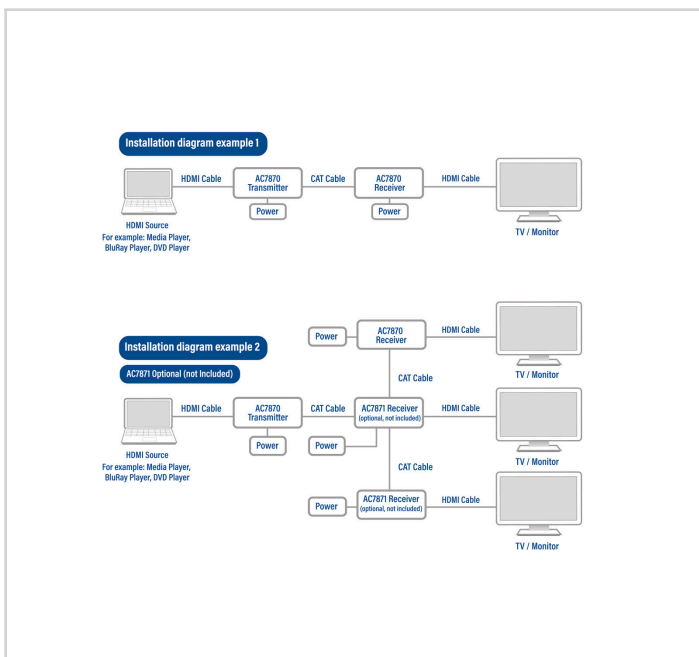 Installation diagram example 1
HDMI Cable
AC7870
Transmitter
CAT Cable
AC7870
Receiver
HDMI Cable
Power
Power
HDMI Source
For example: Media Player,
BluRay Player, DVD Player
TV / Monitor
Installation diagram example 2
AC7871 Optional (not Included)
Power
AC7870
Receiver
HDMI Cable
TV / Monitor
CAT Cable
HDMI Cable
AC7870
Transmitter
CAT Cable
AC7871 Receiver
(optional, not included)
HDMI Cable
Power
Power
HDMI Source
For example: Media Player,
BluRay Player, DVD Player
TV / Monitor
CAT Cable
Power
AC7871 Receiver
(optional, not included)
HDMI Cable
TV / Monitor